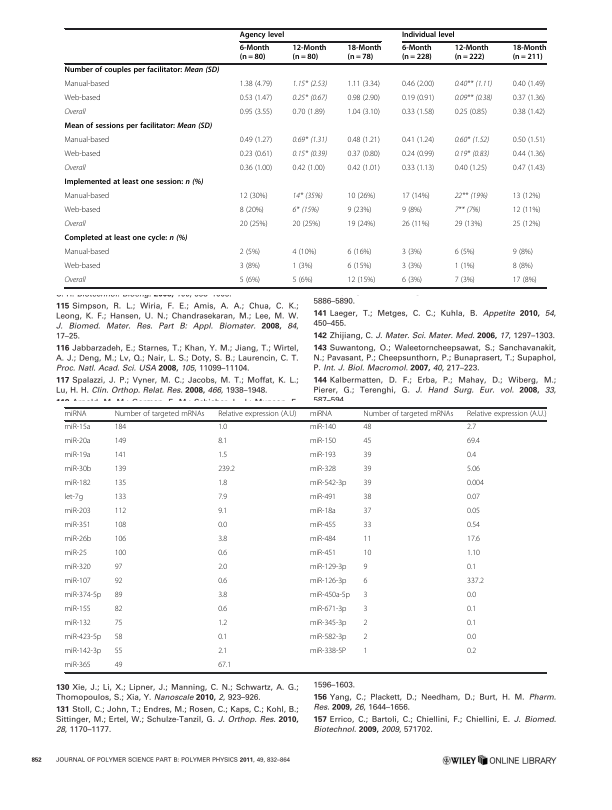 Agency level Individual level
6-Month 12-Month 18-Month 6-Month 12-Month 18-Month
(n = 80) (n = 80) (n = 78) (n = 228) (n = 222) (n = 211)
Number of couples per facilitator: Mean (SD)
Manual-based 1.38 (4.79) 1.15* (2.53) 1.11 (3.34) 0.46 (2.00) 0.40** (1.11) 0.40 (1.49)
Web-based 0.53 (1.47) 0.25* (0.67) 0.98 (2.90) 0.19 (0.91) 0.09** (0.38) 0.37 (1.36)
Overall 0.95 (3.55) 0.70 (1.89) 1.04 (3.10) 0.33 (1.58) 0.25 (0.85) 0.38 (1.42)
Mean of sessions per facilitator: Mean (SD)
Manual-based 0.49 (1.27) 0.69* (1.31) 0.48 (1.21) 0.41 (1.24) 0.60* (1.52) 0.50 (1.51)
Web-based 0.23 (0.61) 0.15* (0.39) 0.37 (0.80) 0.24 (0.99) 0.19* (0.83) 0.44 (1.36)
Overall 0.36 (1.00) 0.42 (1.00) 0.42 (1.01) 0.33 (1.13) 0.40 (1.25) 0.47 (1.43)
Implemented at least one session: n (%)
Manual-based 12 (30%) 14* (35%) 10 (26%) 17 (14%) 22** (19%) 13 (12%)
Web-based 8 (20%) 6* (15%) 9 (23%) 9 (8%) 7** (7%) 12 (11%)
Overall 20 (25%) 20 (25%) 19 (24%) 26 (11%) 29 (13%) 25 (12%)
Completed at least one cycle: n (%)
Manual-based 2 (5%) 4 (10%) 6 (16%) 3 (3%) 6 (5%) 9 (8%)
Web-based 3 (8%) 1 (3%) 6 (15%) 3 (3%) 1 (1%) 8 (8%)
Overall 5 (6%) 5 (6%) 12 (15%) 6 (3%) 7 (3%) 17 (8%)
115 Simpson, R. L.; Wiria, F. E.; Amis, A. A.; Chua, C. K.;
Leong, K. F.; Hansen, U. N.; Chandrasekaran, M.; Lee, M. W.
J. Biomed. Mater. Res. Part B: Appl. Biomater. 2008, 84,
17–25.
116 Jabbarzadeh, E.; Starnes, T.; Khan, Y. M.; Jiang, T.; Wirtel,
A. J.; Deng, M.; Lv, Q.; Nair, L. S.; Doty, S. B.; Laurencin, C. T.
Proc. Natl. Acad. Sci. USA 2008, 105, 11099–11104.
117 Spalazzi, J. P.; Vyner, M. C.; Jacobs, M. T.; Moffat, K. L.;
Lu, H. H. Clin. Orthop. Relat. Res. 2008, 466, 1938–1948.
5886–5890.
141 Laeger, T.; Metges, C. C.; Kuhla, B. Appetite 2010, 54,
450–455.
142 Zhijiang, C. J. Mater. Sci. Mater. Med. 2006, 17, 1297–1303.
143 Suwantong, O.; Waleetorncheepsawat, S.; Sanchavanakit,
N.; Pavasant, P.; Cheepsunthorn, P.; Bunaprasert, T.; Supaphol,
P. Int. J. Biol. Macromol. 2007, 40, 217–223.
144 Kalbermatten, D. F.; Erba, P.; Mahay, D.; Wiberg, M.;
Pierer, G.; Terenghi, G. J. Hand Surg. Eur. vol. 2008, 33,
587–594
miRNA Number of targeted mRNAs Relative expression (A.U) miRNA Number of targeted mRNAs Relative expression (A.U.)
miR-15a 184 1.0 miR-140 48 2.7
miR-20a 149 8.1 miR-150 45 69.4
miR-19a 141 1.5 miR-193 39 0.4
miR-30b 139 239.2 miR-328 39 5.06
miR-182 135 1.8 miR-542-3p 39 0.004
let-7g 133 7.9 miR-491 38 0.07
miR-203 112 9.1 miR-18a 37 0.05
miR-351 108 0.0 miR-455 33 0.54
miR-26b 106 3.8 miR-484 11 17.6
miR-25 100 0.6 miR-451 10 1.10
miR-320 97 2.0 miR-129-3p 9 0.1
miR-107 92 0.6 miR-126-3p 6 337.2
miR-374-5p 89 3.8 miR-450a-5p 3 0.0
miR-155 82 0.6 miR-671-3p 3 0.1
miR-132 75 1.2 miR-345-3p 2 0.1
miR-423-5p 58 0.1 miR-582-3p 2 0.0
miR-142-3p 55 2.1 miR-338-5P 1 0.2
miR-365 49 67.1
130 Xie, J.; Li, X.; Lipner, J.; Manning, C. N.; Schwartz, A. G.;
Thomopoulos, S.; Xia, Y. Nanoscale 2010, 2, 923–926.
131 Stoll, C.; John, T.; Endres, M.; Rosen, C.; Kaps, C.; Kohl, B.;
Sittinger, M.; Ertel, W.; Schulze-Tanzil, G. J. Orthop. Res. 2010,
28, 1170–1177.
1596–1603.
156 Yang, C.; Plackett, D.; Needham, D.; Burt, H. M. Pharm.
Res. 2009, 26, 1644–1656.
157 Errico, C.; Bartoli, C.; Chiellini, F.; Chiellini, E. J. Biomed.
Biotechnol. 2009, 2009, 571702.
852 JOURNAL OF POLYMER SCIENCE PART B: POLYMER PHYSICS 2011, 49, 832–864 WILEY ONLINE LIBRARY